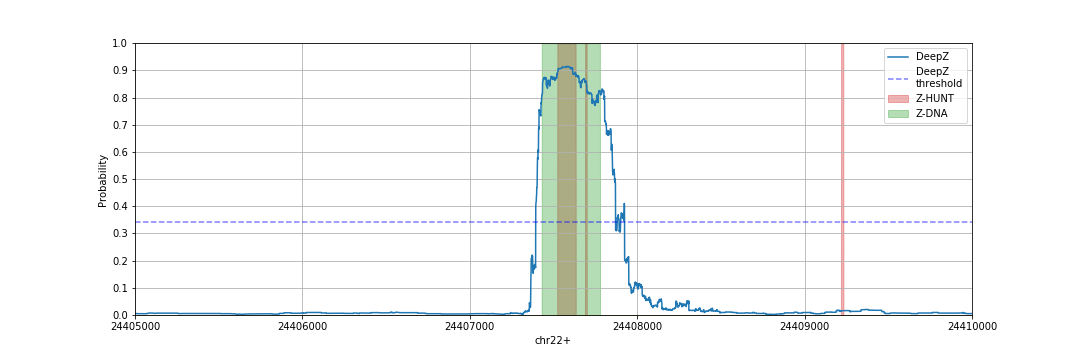 1.0
0.9
0.8
0.7
0.6
0.5
0.4
0.3
0.2
0.1
0.0
Probability
24405000
24406000
24407000
24408000
24409000
24410000
chr22+
DeepZ
DeepZ
threshold
Z-HUNT
Z-DNA